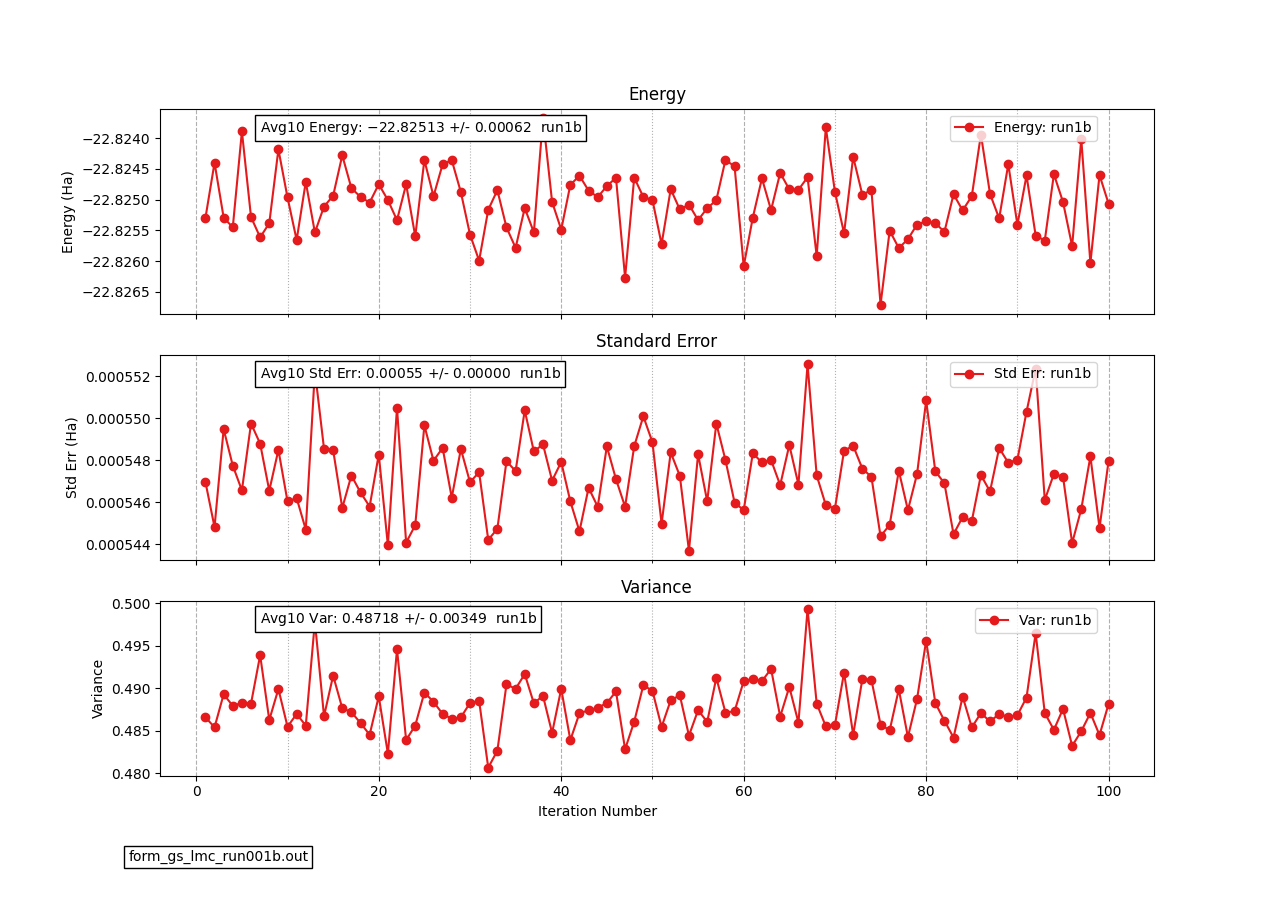 Energy
Avg10 Energy: −22.82513 +/- 0.00062 run1b
Energy: run1b
−22.8240
−22.8245
−22.8250
−22.8255
−22.8260
−22.8265
Energy (Ha)
Standard Error
Avg10 Std Err: 0.00055 +/- 0.00000 run1b
Std Err: run1b
0.000552
0.000550
0.000548
0.000546
0.000544
Std Err (Ha)
Variance
Avg10 Var: 0.48718 +/- 0.00349 run1b
Var: run1b
0.500
0.495
0.490
0.485
0.480
Variance
0 20 40 60 80 100
Iteration Number
form_gs_lmc_run001b.out